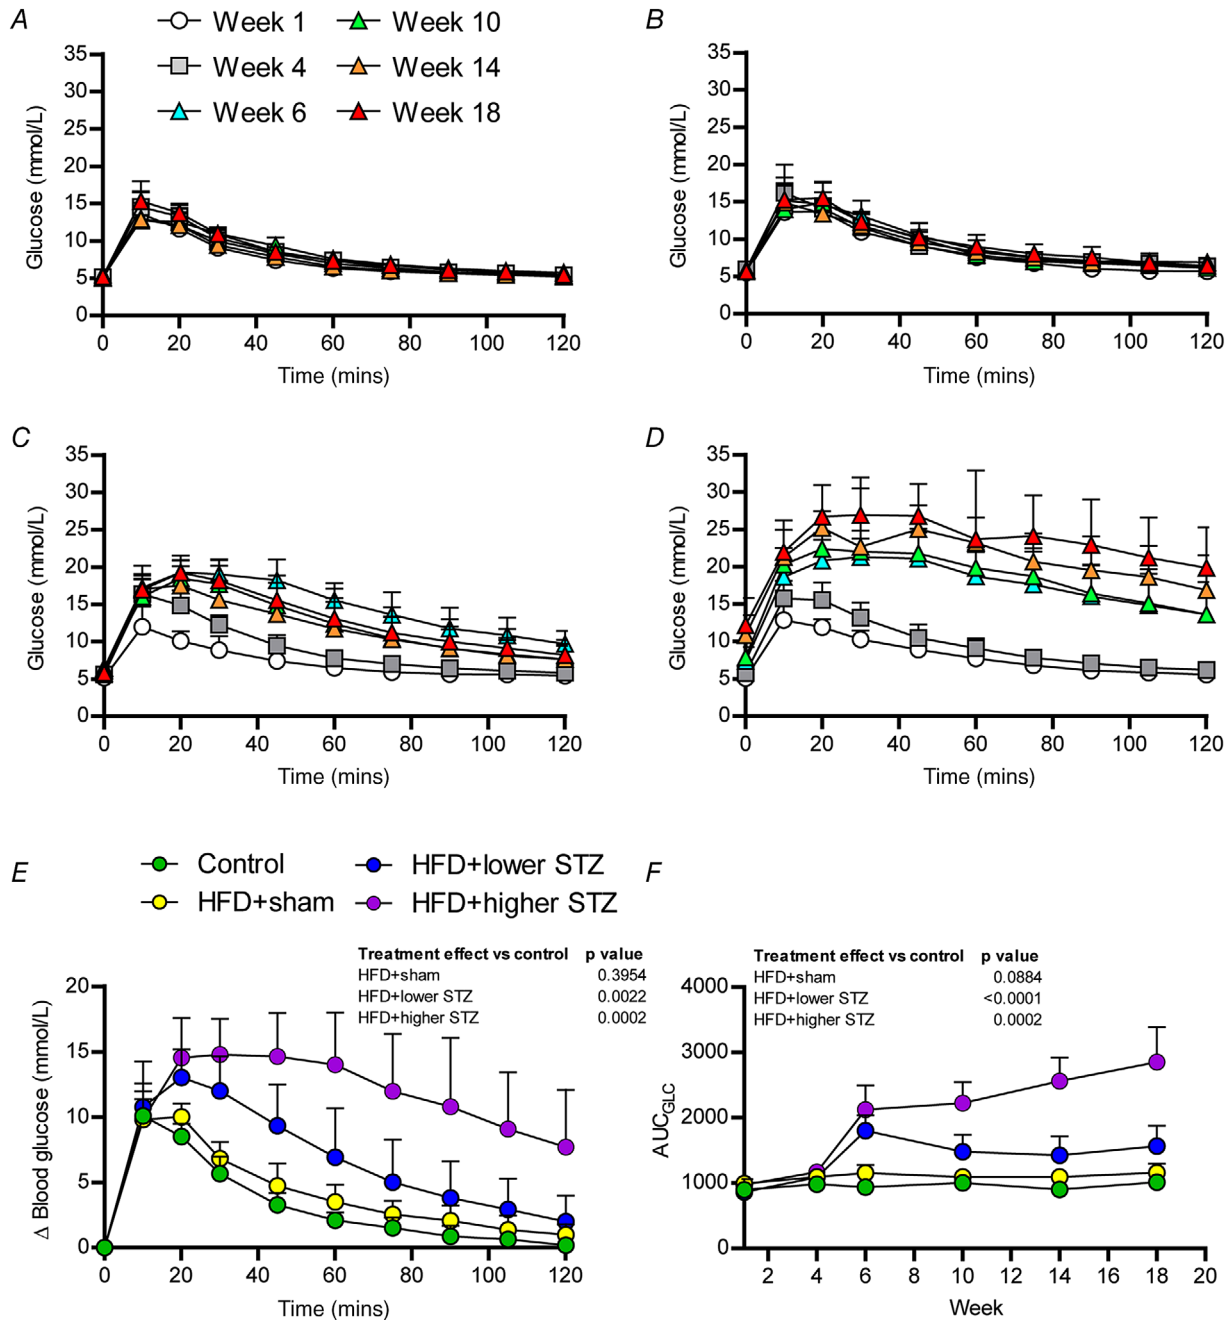 A
Week 1
Week 10
Week 4
Week 14
Week 6
Week 18
35
30
25
20
15
10
5
0
Glucose (mmol/L)
0 20 40 60 80 100 120
Time (mins)
B
35
30
25
20
15
10
5
0
Glucose (mmol/L)
0 20 40 60 80 100 120
Time (mins)
C
35
30
25
20
15
10
5
0
Glucose (mmol/L)
0 20 40 60 80 100 120
Time (mins)
D
35
30
25
20
15
10
5
0
Glucose (mmol/L)
0 20 40 60 80 100 120
Time (mins)
E
Control
HFD+lower STZ
HFD+sham
HFD+higher STZ
Treatment effect vs control p value
HFD+sham 0.3954
HFD+lower STZ 0.0022
HFD+higher STZ 0.0002
20
15
10
5
0
Δ Blood glucose (mmol/L)
0 20 40 60 80 100 120
Time (mins)
F
Treatment effect vs control p value
HFD+sham 0.0884
HFD+lower STZ <0.0001
HFD+higher STZ 0.0002
4000
3000
2000
1000
0
AUCGLC
2 4 6 8 10 12 14 16 18 20
Week